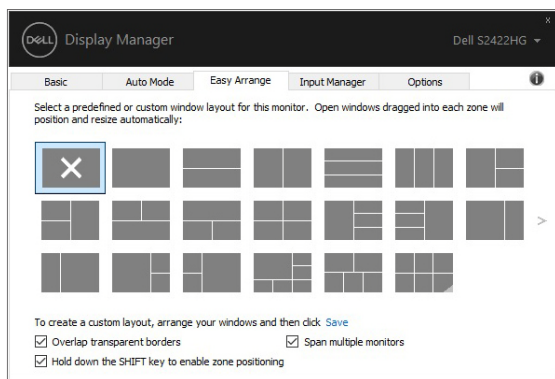 DELL Display Manager
Dell S2422HG
Basic Auto Mode Easy Arrange Input Manager Options
Select a predefined or custom window layout for this monitor. Open windows dragged into each zone will
position and resize automatically:
To create a custom layout, arrange your windows and then click Save
Overlap transparent borders Span multiple monitors
Hold down the SHIFT key to enable zone positioning